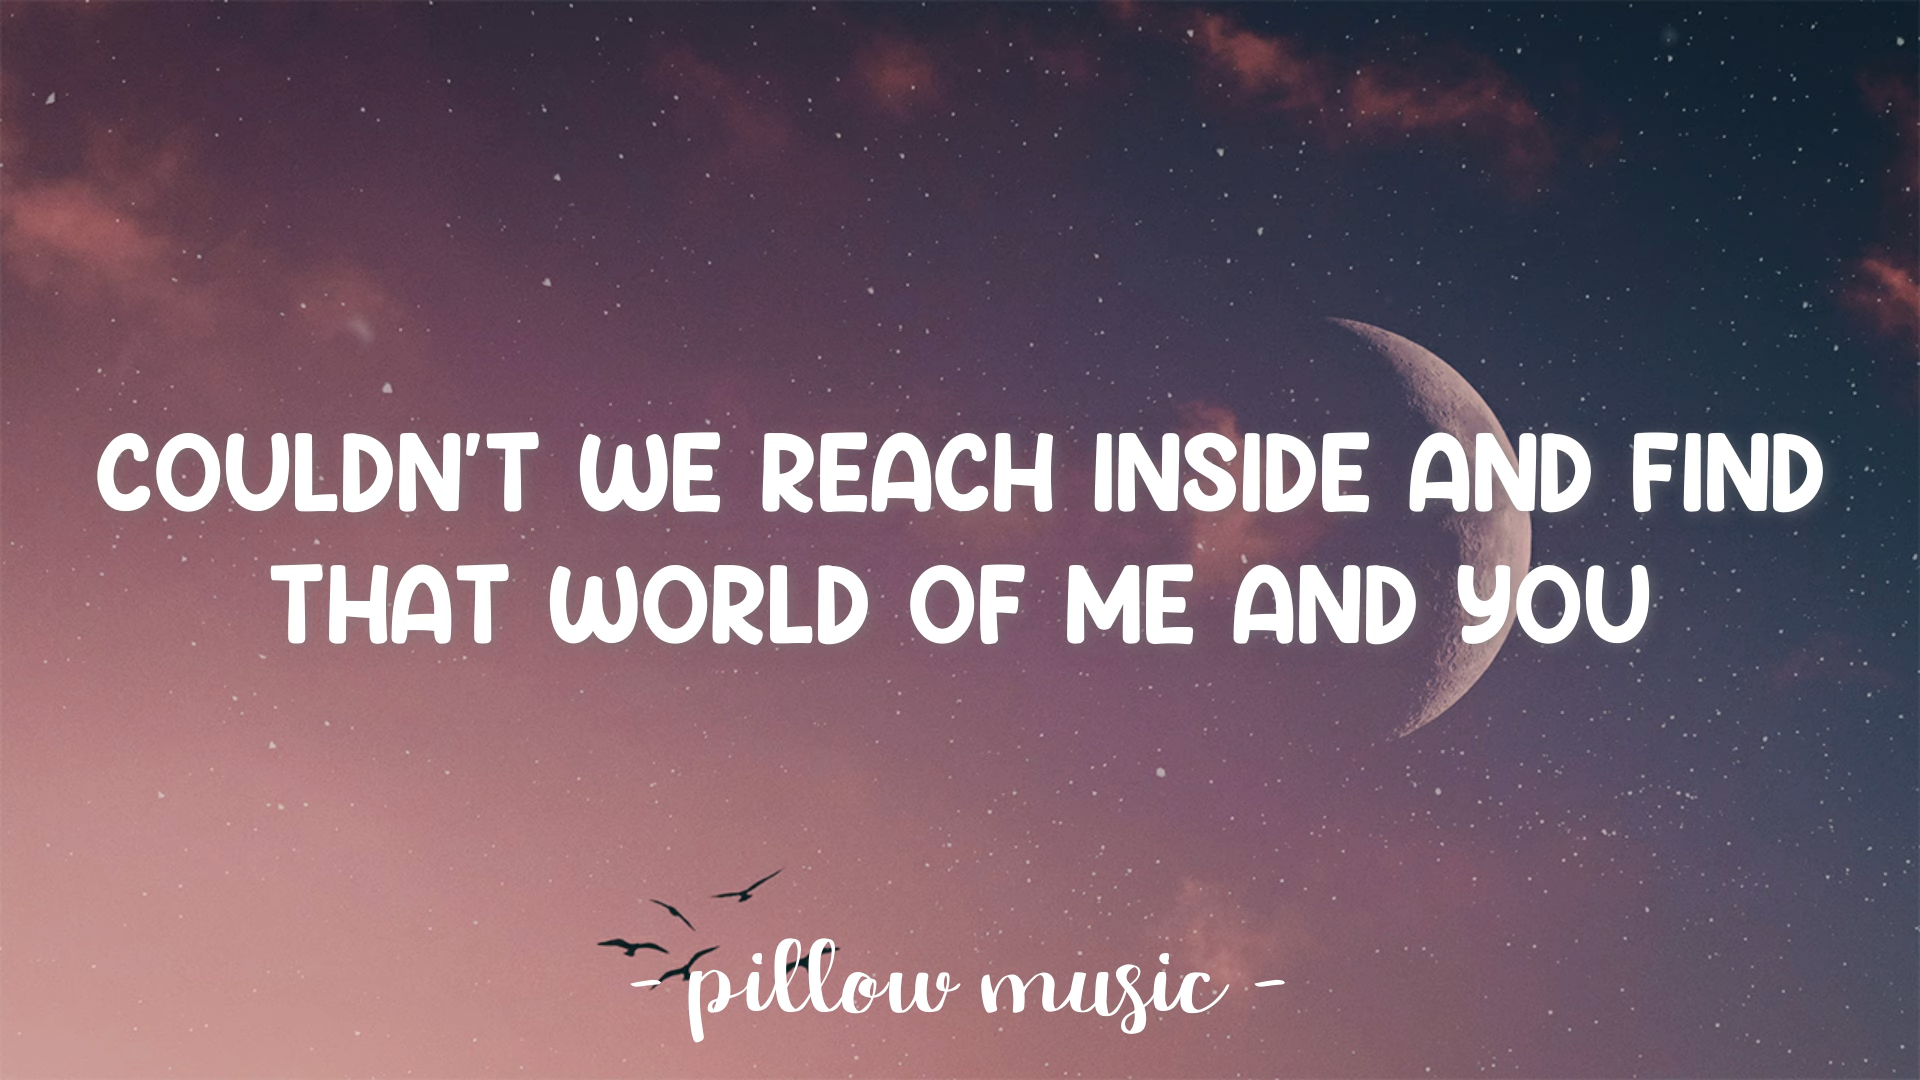 COULDN'T WE REACH INSIDE AND FIND
THAT WORLD OF ME AND YOU
- pillow music -